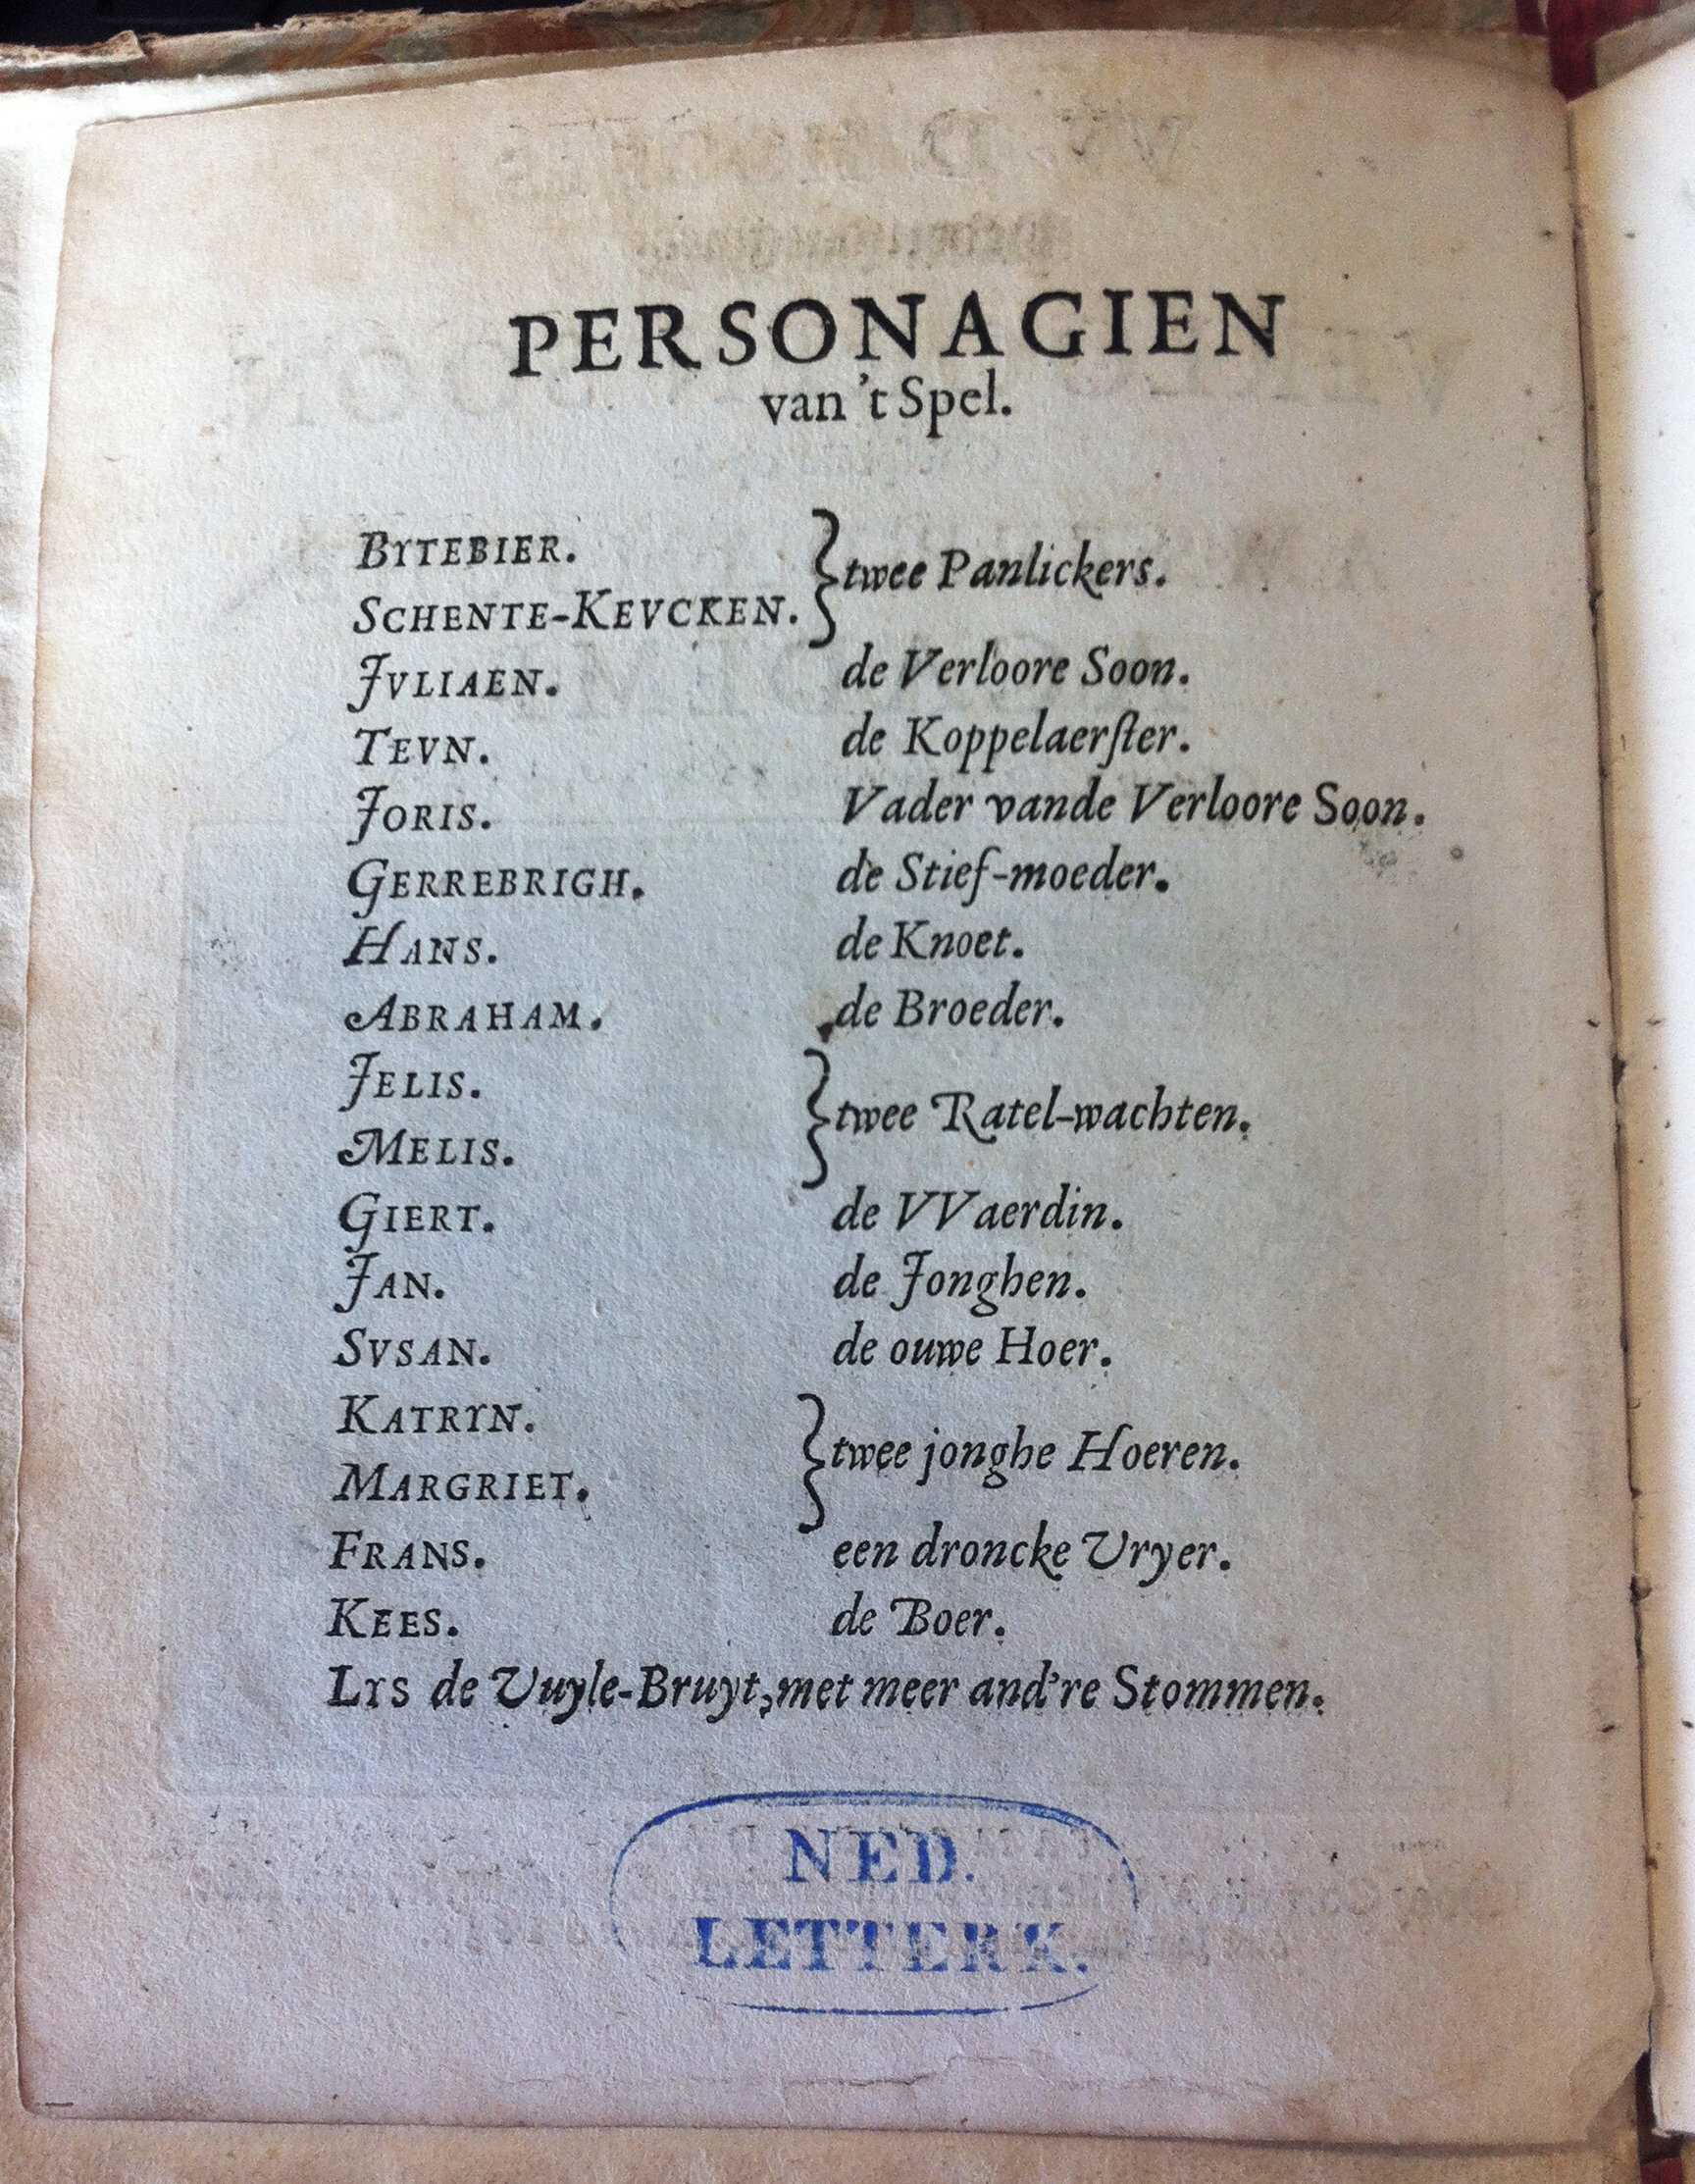 PERSONAGIEN
van 't Spel.
BYTEBIER.
SCHENTE-KEVCKEN. } twee Panlickers.
JVLIAEN. de Verloore Soon.
TEVN. de Koppelaerſter.
JORIS. Vader vande Verloore Soon.
GERREBRIGH. de Stief-moeder.
HANS. de Knoet.
ABRAHAM. de Broeder.
JELIS.
MELIS. } twee Ratel-wachten.
GIERT. de VVaerdin.
JAN. de Jonghen.
SVSAN. de ouwe Hoer.
KATRYN.
MARGRIET. } twee jonghe Hoeren.
FRANS. een droncke Vryer.
KEES. de Boer.
LYS de Vuyle-Bruyt, met meer and're Stommen.
NED.
LETTERK.